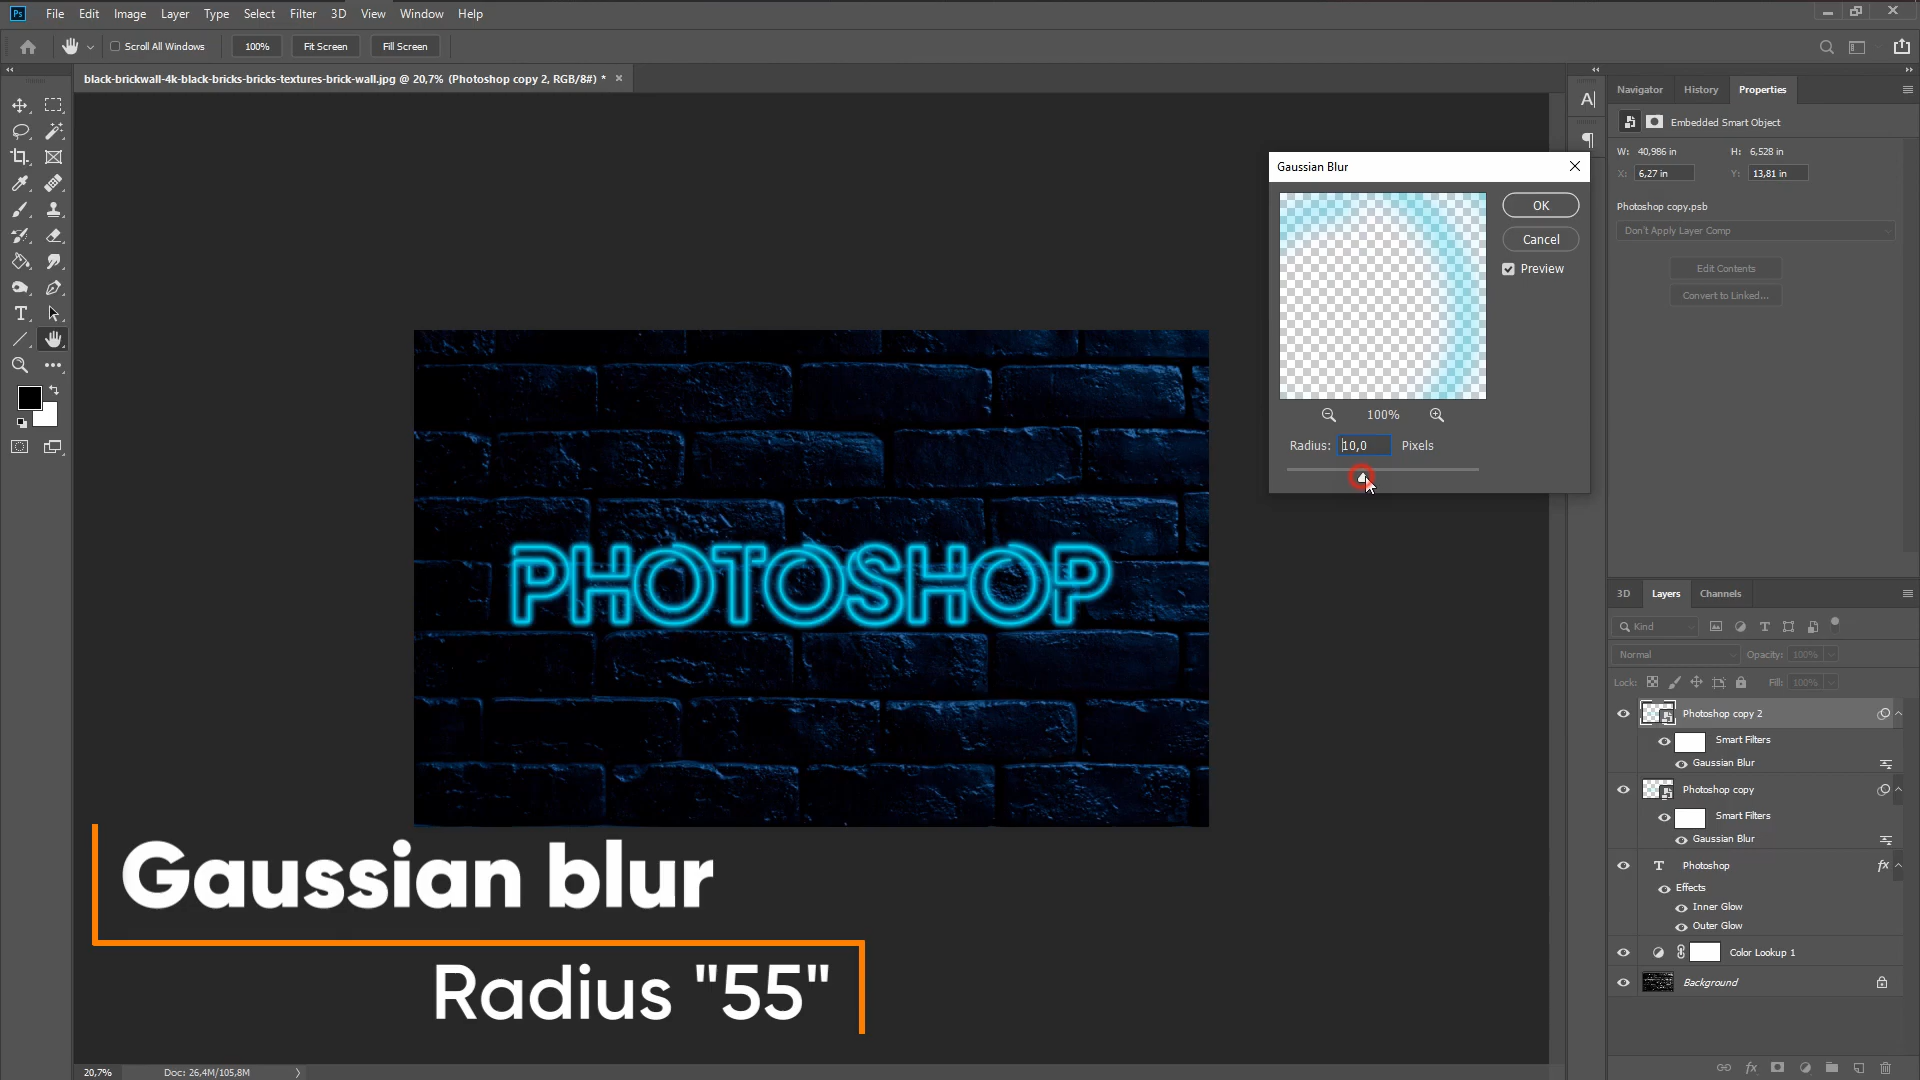 Ps File Edit Image Layer Type Select Filter 3D View Window Help
Scroll All Windows 100% Fit Screen Fill Screen
black-brickwall-4k-black-bricks-bricks-textures-brick-wall.jpg @ 20,7% (Photoshop copy 2, RGB/8#) *
Navigator History Properties
Embedded Smart Object
W: 40,986 in H: 6,528 in
X: 6,27 in Y: 13,81 in
Photoshop copy.psb
Don't Apply Layer Comp
Edit Contents
Convert to Linked...
Gaussian Blur
OK
Cancel
Preview
100%
Radius: 10,0 Pixels
PHOTOSHOP
3D Layers Channels
Kind
Normal Opacity: 100%
Lock: Fill: 100%
Photoshop copy 2
Smart Filters
Gaussian Blur
Photoshop copy
Smart Filters
Gaussian Blur
T Photoshop fx
Effects
Inner Glow
Outer Glow
Color Lookup 1
Background
Gaussian blur
Radius "55"
20,7% Doc: 26,4M/105,8M